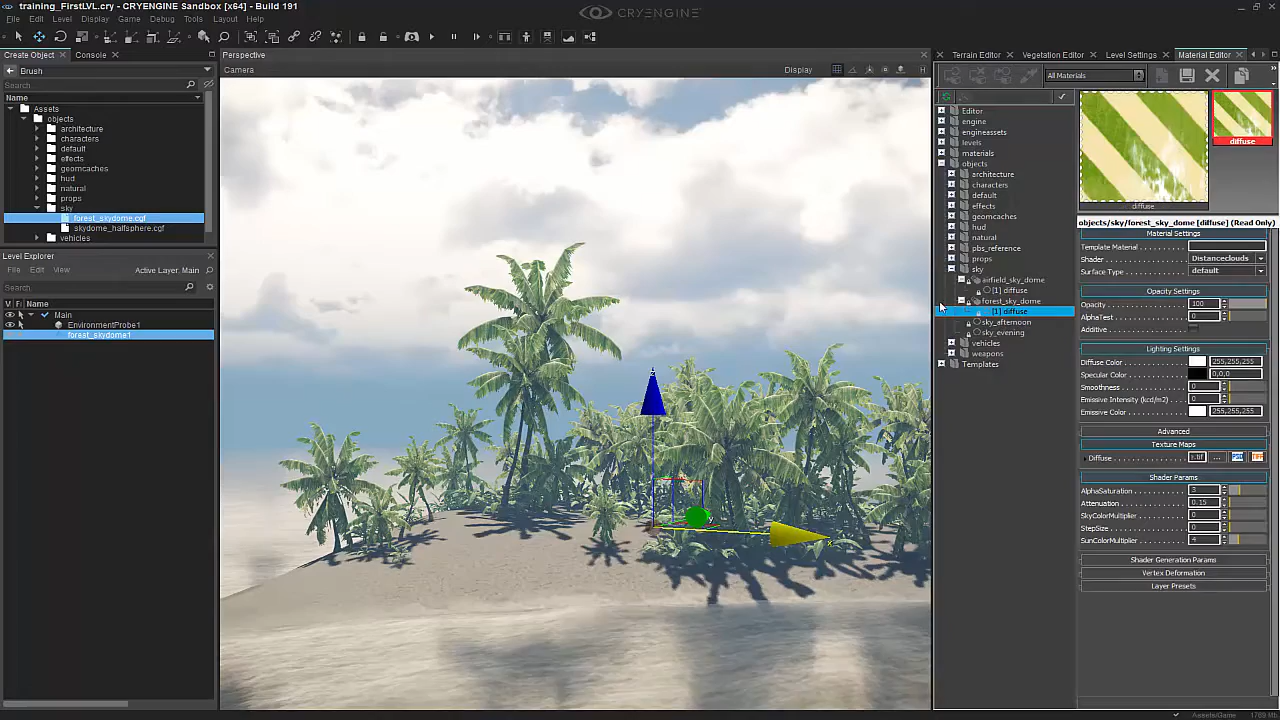 training_FirstLVL.cry - CRYENGINE Sandbox [x64] - Build 191
CRYENGINE
File Edit Level Display Game Debug Tools Layout Help
Create Object Console
Perspective
Terrain Editor Vegetation Editor Level Settings Material Editor
Brush
Camera
Display
All Materials
Search...
Name
Assets
objects
architecture
characters
default
effects
geomcaches
hud
natural
props
sky
forest_skydome.cgf
skydome_halfsphere.cgf
vehicles
Level Explorer
File Edit View Active Layer: Main
Search...
V F Name
Main
EnvironmentProbe1
forest_skydome1
Editor
engine
engineassets
levels
materials
objects
architecture
characters
default
effects
geomcaches
hud
natural
pbs_reference
props
sky
airfield_sky_dome
[1] diffuse
forest_sky_dome
[1] diffuse
sky_afternoon
sky_evening
vehicles
weapons
Templates
diffuse
diffuse
objects/sky/forest_sky_dome [diffuse] (Read Only)
Material Settings
Template Material
Shader Distanceclouds
Surface Type default
Opacity Settings
Opacity 100
AlphaTest 0
Additive
Lighting Settings
Diffuse Color 255,255,255
Specular Color 0,0,0
Smoothness 0
Emissive Intensity (kcd/m2) 0
Emissive Color 255,255,255
Advanced
Texture Maps
Diffuse
Shader Params
AlphaSaturation 3
Attenuation 0.15
SkyColorMultiplier 0
StepSize 0
SunColorMultiplier 4
Shader Generation Params
Vertex Deformation
Layer Presets
Assets/Game 1769 Mb